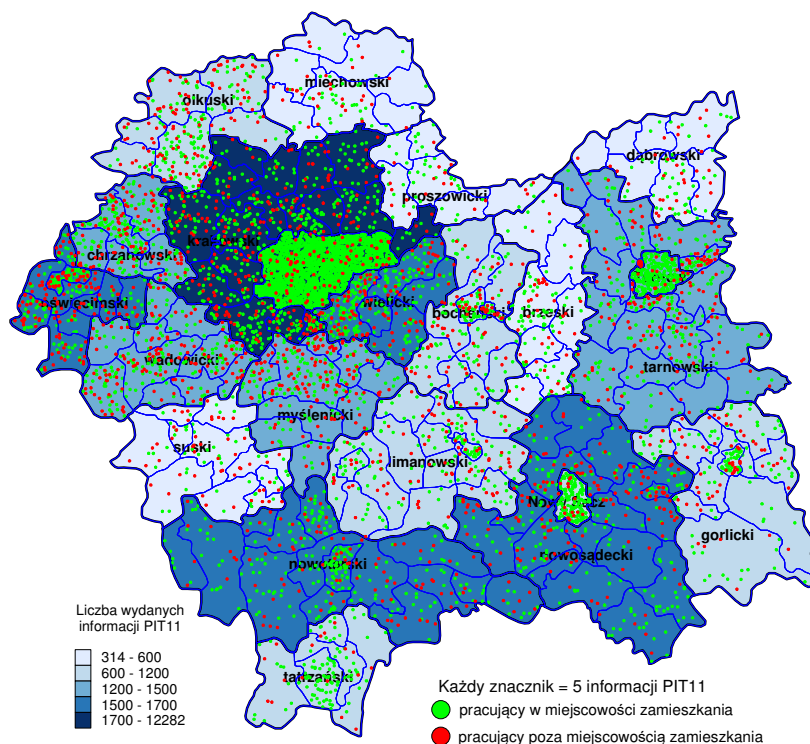 miechowski
olkuski
dąbrowski
proszowicki
krakowski
chrzanowski
oświęcimski
wielicki
bocheński
brzeski
wadowicki
tarnowski
myślenicki
suski
limanowski
Nowy Sącz
gorlicki
nowotarski
nowosądecki
tatrzański
Liczba wydanych
informacji PIT11
314 - 600
600 - 1200
1200 - 1500
1500 - 1700
1700 - 12282
Każdy znacznik = 5 informacji PIT11
pracujący w miejscowości zamieszkania
pracujący poza miejscowością zamieszkania